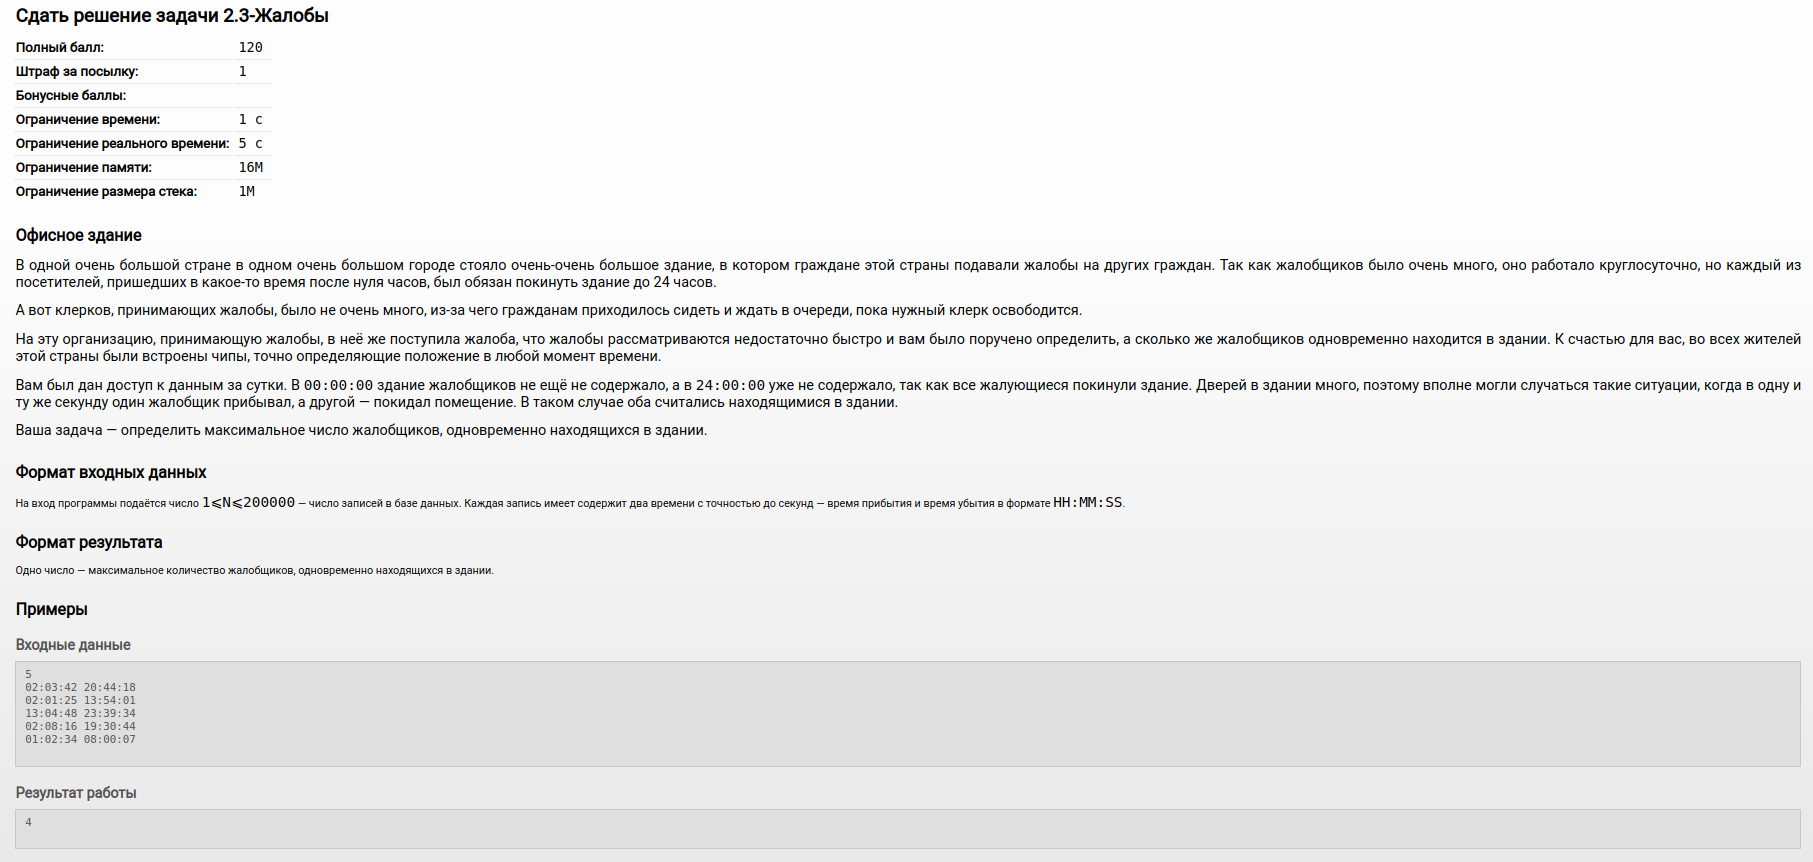 Сдать решение задачи 2.3-Жалобы
Полный балл: 120
Штраф за посылку: 1
Бонусные баллы:
Ограничение времени: 1 с
Ограничение реального времени: 5 с
Ограничение памяти: 16M
Ограничение размера стека: 1M
Офисное здание
В одной очень большой стране в одном очень большом городе стояло очень-очень большое здание, в котором граждане этой страны подавали жалобы на других граждан. Так как жалобщиков было очень много, оно работало круглосуточно, но каждый из
посетителей, пришедших в какое-то время после нуля часов, был обязан покинуть здание до 24 часов.
А вот клерков, принимающих жалобы, было не очень много, из-за чего гражданам приходилось сидеть и ждать в очереди, пока нужный клерк освободится.
На эту организацию, принимающую жалобы, в неё же поступила жалоба, что жалобы рассматриваются недостаточно быстро и вам было поручено определить, а сколько же жалобщиков одновременно находится в здании. К счастью для вас, во всех жителей
этой страны были встроены чипы, точно определяющие положение в любой момент времени.
Вам был дан доступ к данным за сутки. В 00:00:00 здание жалобщиков не ещё не содержало, а в 24:00:00 уже не содержало, так как все жалующиеся покинули здание. Дверей в здании много, поэтому вполне могли случаться такие ситуации, когда в одну и
ту же секунду один жалобщик прибывал, а другой — покидал помещение. В таком случае оба считались находящимися в здании.
Ваша задача — определить максимальное число жалобщиков, одновременно находящихся в здании.
Формат входных данных
На вход программы подаётся число 1⩽N⩽200000 — число записей в базе данных. Каждая запись имеет содержит два времени с точностью до секунд — время прибытия и время убытия в формате HH:MM:SS.
Формат результата
Одно число — максимальное количество жалобщиков, одновременно находящихся в здании.
Примеры
Входные данные
5
02:03:42 20:44:18
02:01:25 13:54:01
13:04:48 23:39:34
02:08:16 19:30:44
01:02:34 08:00:07
Результат работы
4